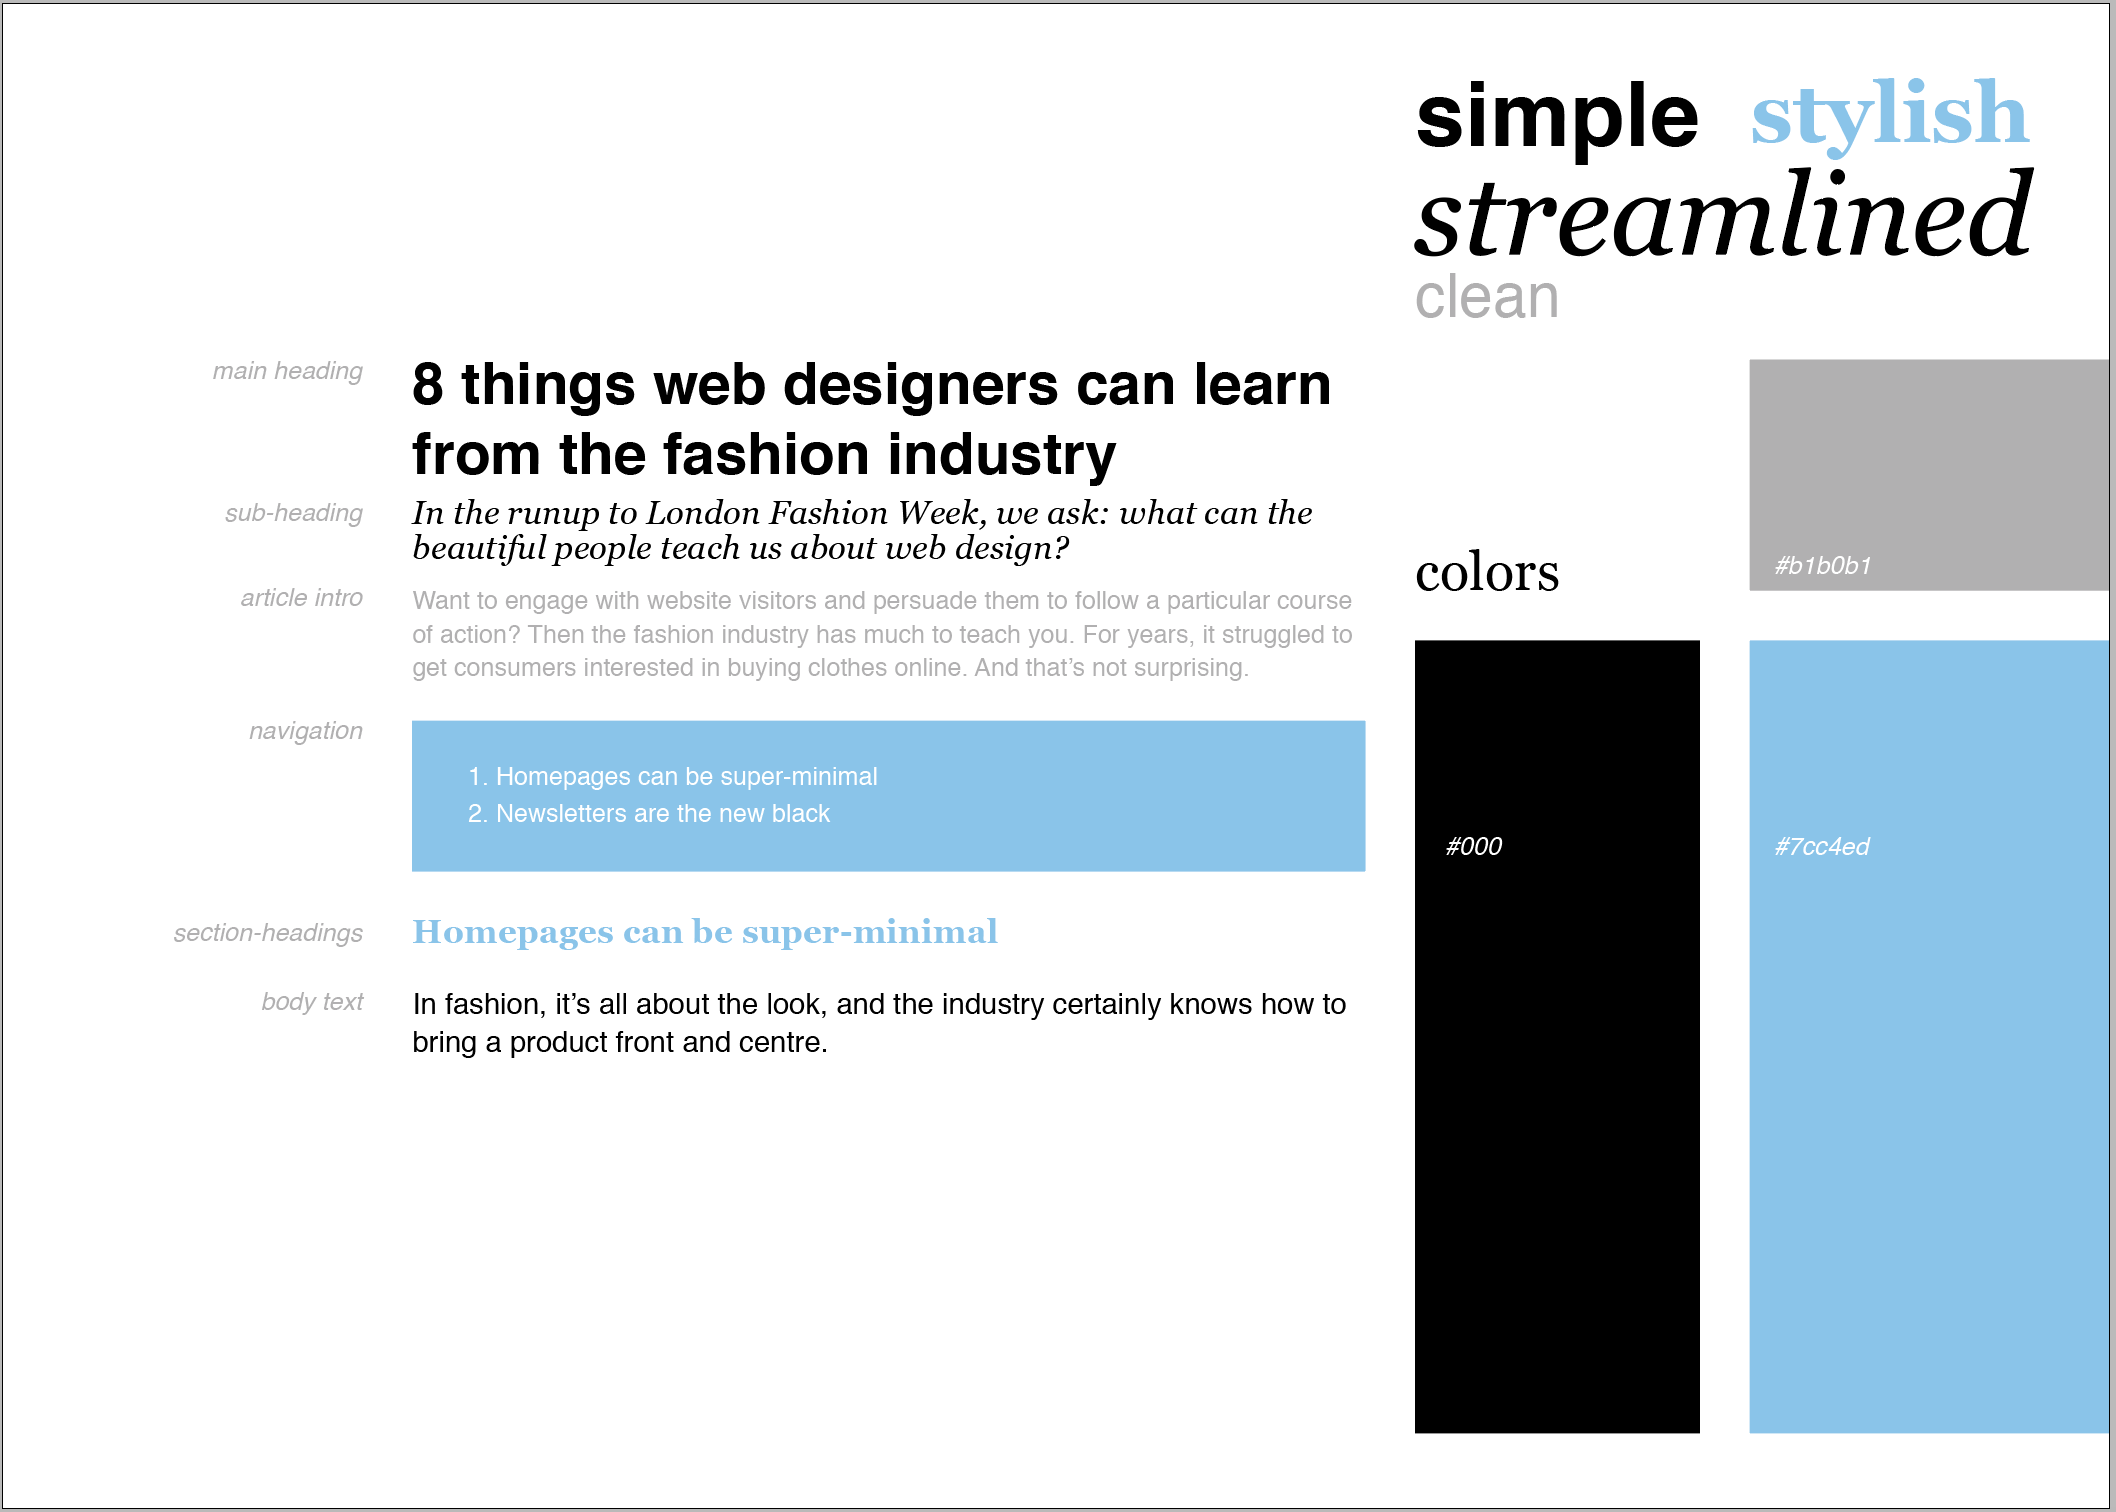 simple stylish
streamlined
clean
main heading
8 things web designers can learn
from the fashion industry
sub-heading
In the runup to London Fashion Week, we ask: what can the
beautiful people teach us about web design?
article intro
Want to engage with website visitors and persuade them to follow a particular course
of action? Then the fashion industry has much to teach you. For years, it struggled to
get consumers interested in buying clothes online. And that’s not surprising.
navigation
1. Homepages can be super-minimal
2. Newsletters are the new black
section-headings
Homepages can be super-minimal
body text
In fashion, it’s all about the look, and the industry certainly knows how to
bring a product front and centre.
colors
#b1b0b1
#000
#7cc4ed